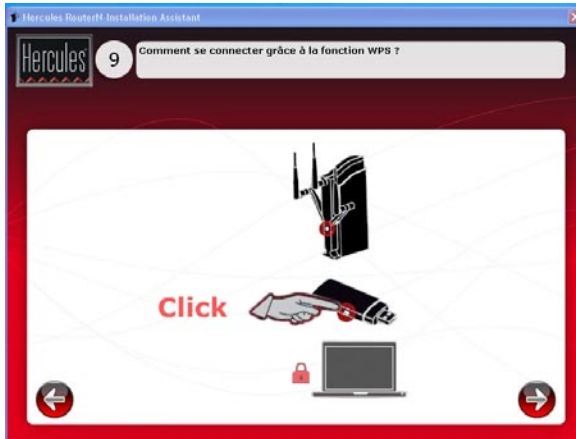 Hercules RouterN-Installation Assistant
Hercules
9
Comment se connecter grâce à la fonction WPS ?
Click